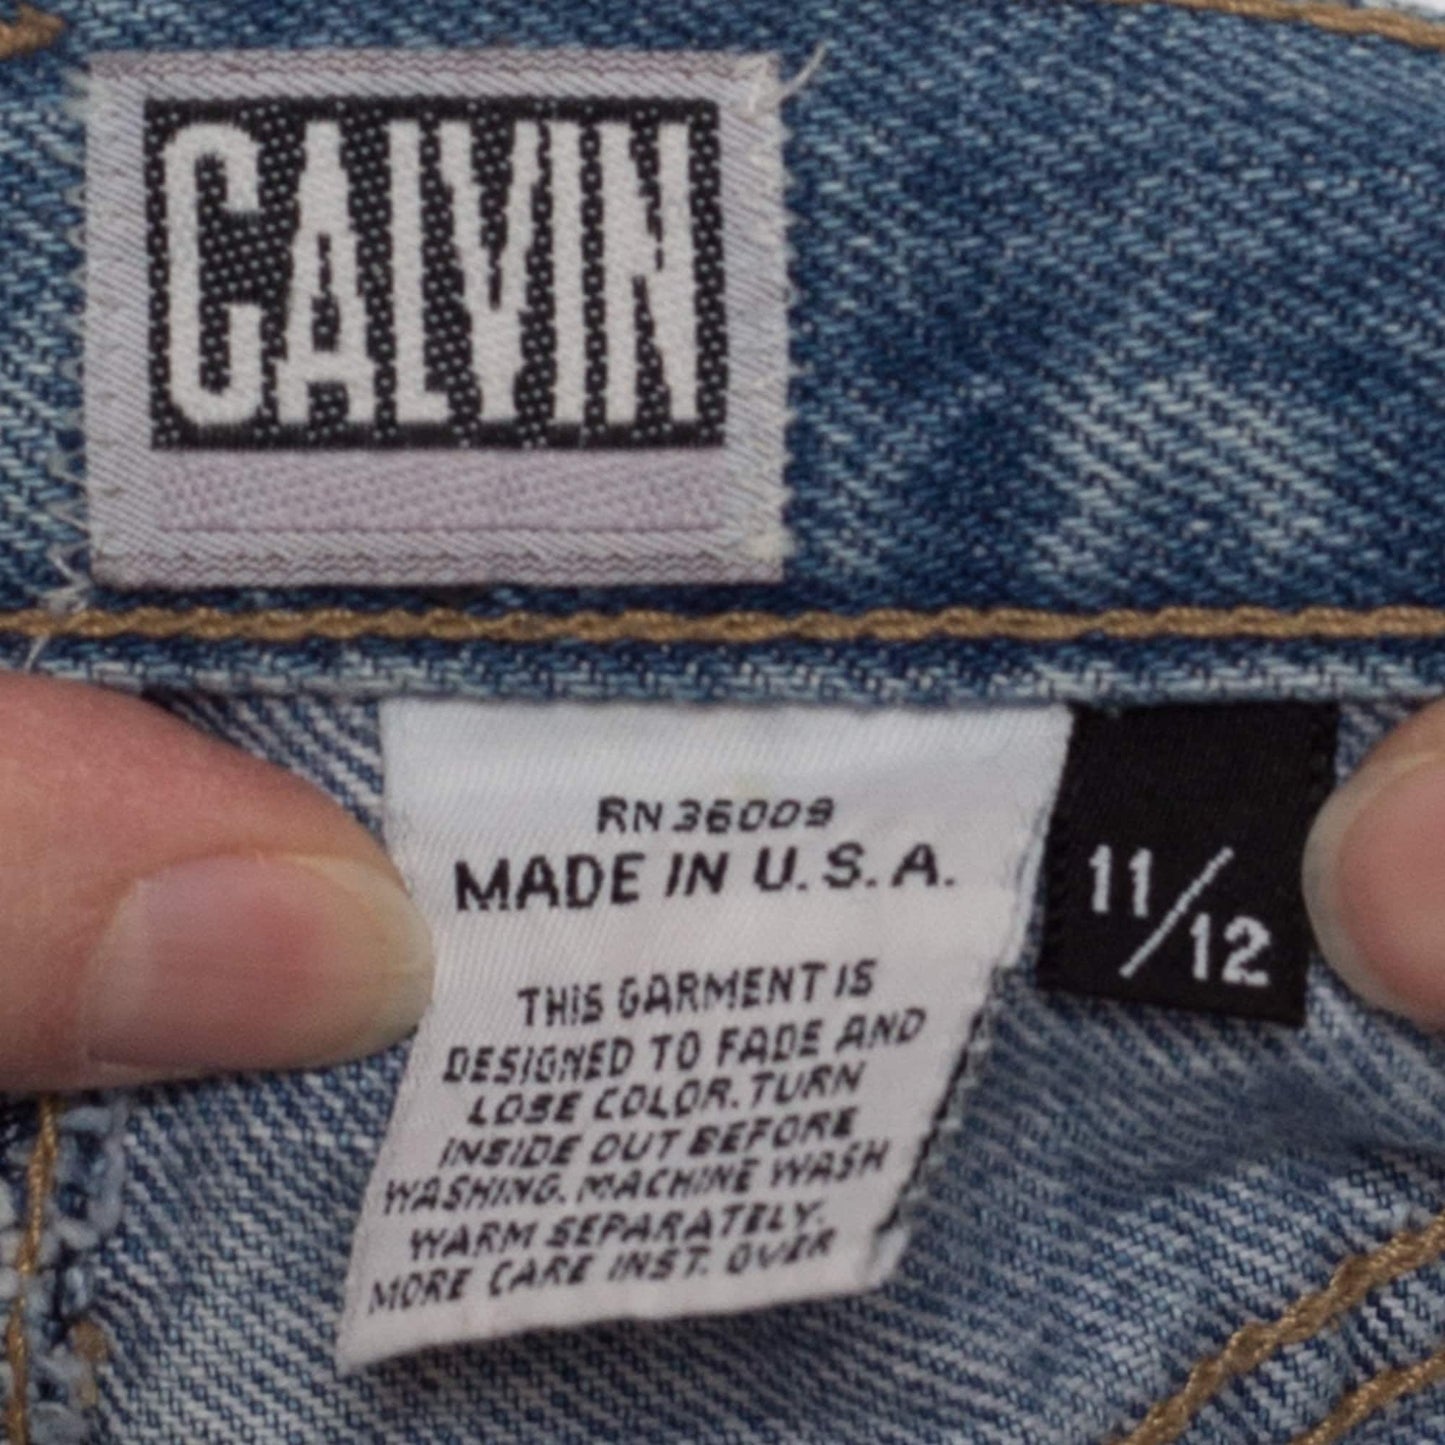 CALVIN
RN 36009
MADE IN U.S.A.
11/12
THIS GARMENT IS
DESIGNED TO FADE AND
LOSE COLOR. TURN
INSIDE OUT BEFORE
WASHING. MACHINE WASH
WARM SEPARATELY.
MORE CARE INST. OVER